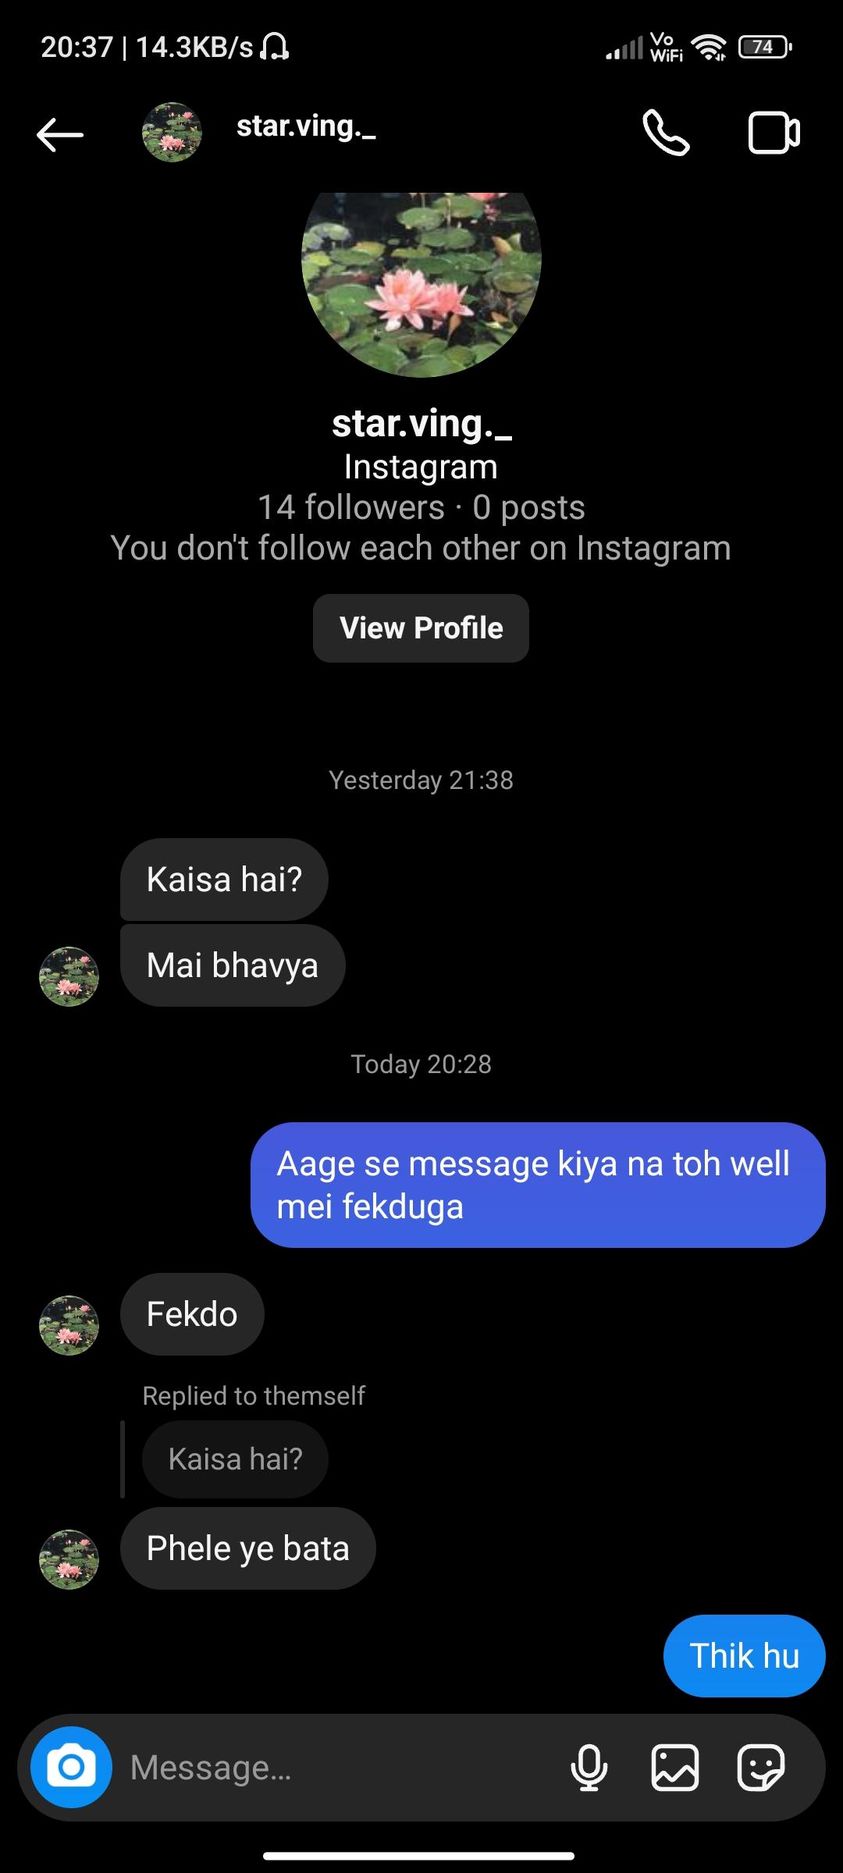 20:37 | 14.3KB/s
Vo
WiFi
74
star.ving._
star.ving._
Instagram
14 followers · 0 posts
You don't follow each other on Instagram
View Profile
Yesterday 21:38
Kaisa hai?
Mai bhavya
Today 20:28
Aage se message kiya na toh well
mei fekduga
Fekdo
Replied to themself
Kaisa hai?
Phele ye bata
Thik hu
Message...